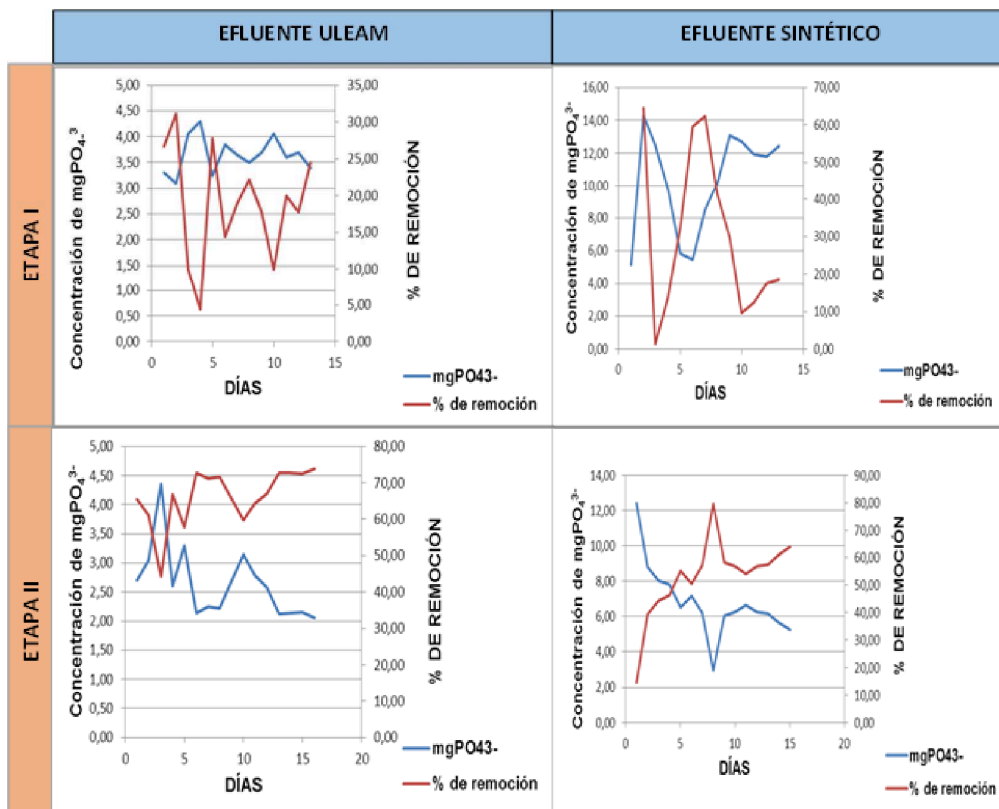 EFLUENTE ULEAM
EFLUENTE SINTÉTICO
ETAPA I
Concentración de mgPO₄-³
5,00
4,50
4,00
3,50
3,00
2,50
2,00
1,50
1,00
0,50
0,00
35,00
30,00
25,00
20,00
15,00
10,00
5,00
0,00
% DE REMOCIÓN
0 5 10 15
DÍAS
mgPO43-
% de remoción
Concentración de mgPO₄³⁻
16,00
14,00
12,00
10,00
8,00
6,00
4,00
2,00
0,00
70,00
60,00
50,00
40,00
30,00
20,00
10,00
0,00
% DE REMOCIÓN
0 5 10 15
DÍAS
mgPO43-
% de remoción
ETAPA II
Concentración de mgPO₄³⁻
5,00
4,50
4,00
3,50
3,00
2,50
2,00
1,50
1,00
0,50
0,00
80,00
70,00
60,00
50,00
40,00
30,00
20,00
10,00
0,00
% DE REMOCIÓN
0 5 10 15 20
DÍAS
mgPO43-
% de remoción
Concentración de mgPO₄³⁻
14,00
12,00
10,00
8,00
6,00
4,00
2,00
0,00
90,00
80,00
70,00
60,00
50,00
40,00
30,00
20,00
10,00
0,00
% DE REMOCIÓN
0 5 10 15 20
DÍAS
mgPO43-
% de remoción